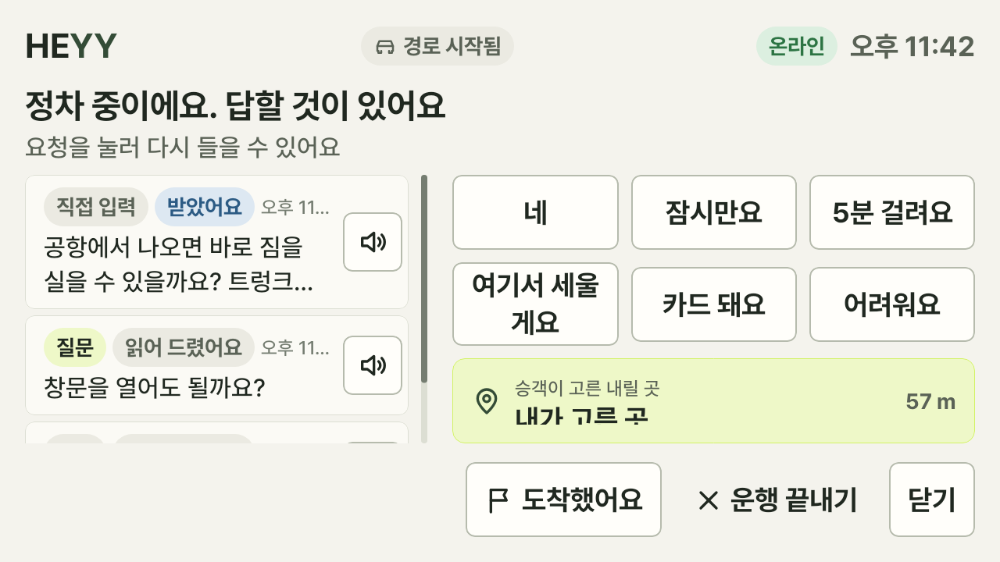 HEYY
경로 시작됨
온라인
오후 11:42
정차 중이에요. 답할 것이 있어요
요청을 눌러 다시 들을 수 있어요
직접 입력
받았어요
오후 11...
공항에서 나오면 바로 짐을
실을 수 있을까요? 트렁크...
질문
읽어 드렸어요
오후 11...
창문을 열어도 될까요?
네
잠시만요
5분 걸려요
여기서 세울
게요
카드 돼요
어려워요
승객이 고른 내릴 곳
내가 고른 곳
57 m
도착했어요
운행 끝내기
닫기